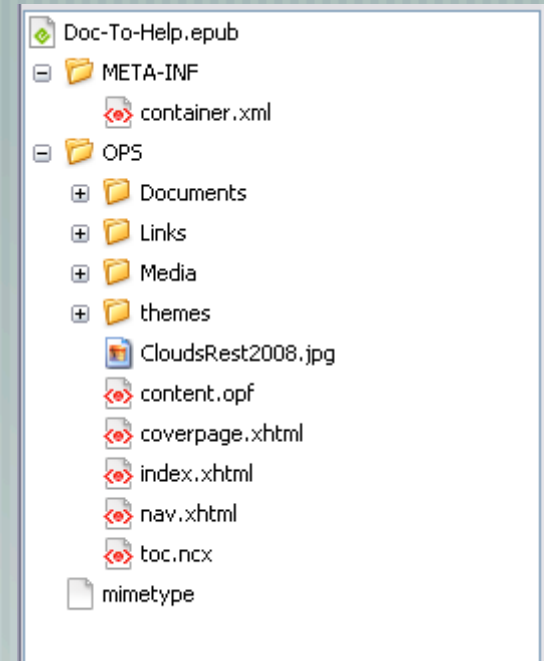 Doc-To-Help.epub
META-INF
container.xml
OPS
Documents
Links
Media
themes
CloudsRest2008.jpg
content.opf
coverpage.xhtml
index.xhtml
nav.xhtml
toc.ncx
mimetype